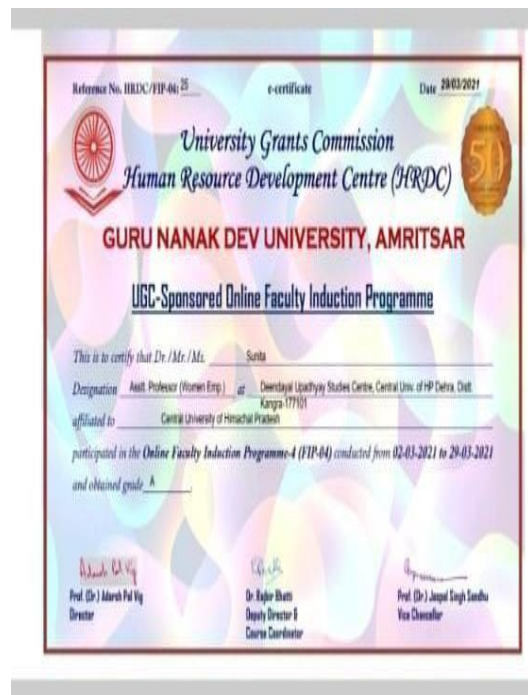 Reference No. HRDC/FIP-04: 25 e-certificate Date 29/03/2021
50
University Grants Commission
Human Resource Development Centre (HRDC)
GURU NANAK DEV UNIVERSITY, AMRITSAR
UGC-Sponsored Online Faculty Induction Programme
This is to certify that Dr./Mr./Ms. Sunita
Designation Asstt. Professor (Women Emp.) at Deendayal Upadhyay Studies Centre, Central Univ. of HP Dehra, Distt.
Kangra-177101
affiliated to Central University of Himachal Pradesh
participated in the Online Faculty Induction Programme-4 (FIP-04) conducted from 02-03-2021 to 29-03-2021
and obtained grade A
Adarsh Pal Vig
Prof. (Dr.) Adarsh Pal Vig Dr. Rajbir Bhatti Prof. (Dr.) Jaspal Singh Sandhu
Director Deputy Director & Vice Chancellor
Course Coordinator